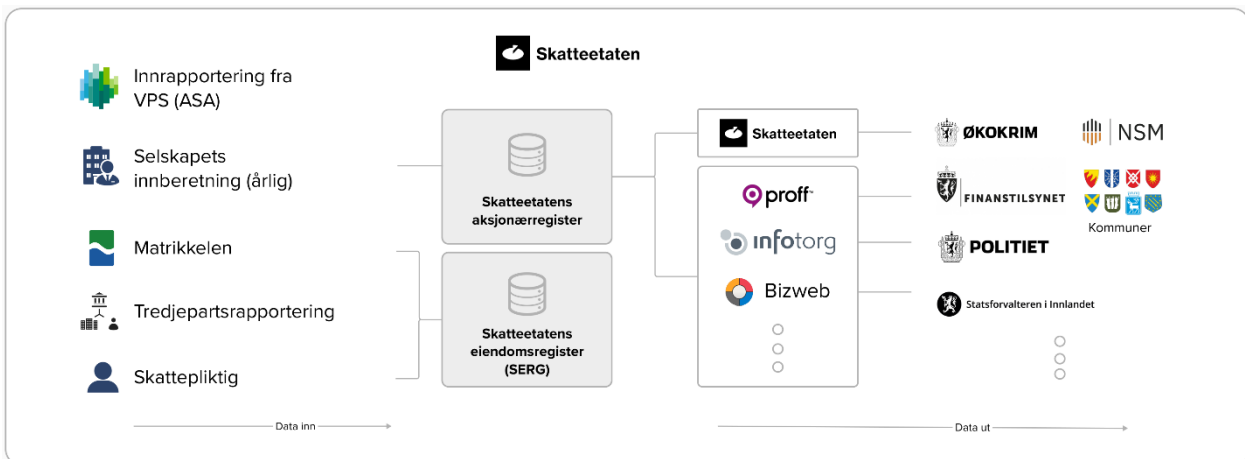 Skatteetaten
Innrapportering fra
VPS (ASA)
Selskapets
innberetning (årlig)
Matrikkelen
Tredjepartsrapportering
Skattepliktig
Data inn
Skatteetatens
aksjonærregister
Skatteetatens
eiendomsregister
(SERG)
Skatteetaten
proff™
infotorg
Bizweb
ØKOKRIM
NSM
FINANSTILSYNET
Kommuner
POLITIET
Statsforvalteren i Innlandet
Data ut